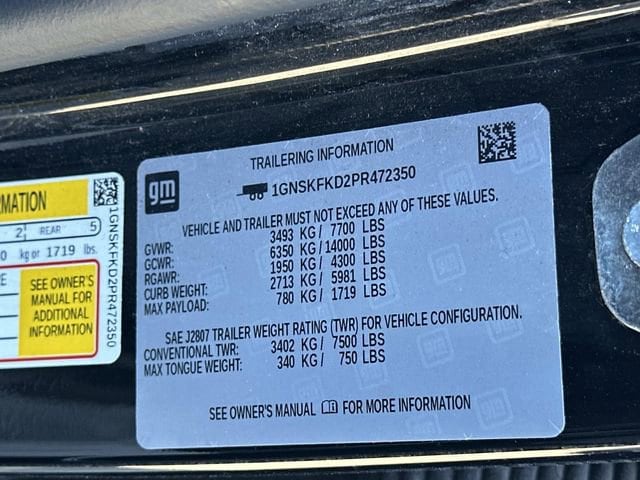 TRAILERING INFORMATION
gm
1GNSKFKD2PR472350
VEHICLE AND TRAILER MUST NOT EXCEED ANY OF THESE VALUES.
GVWR: 3493 KG / 7700 LBS
GCWR: 6350 KG / 14000 LBS
RGAWR: 1950 KG / 4300 LBS
CURB WEIGHT: 2713 KG / 5981 LBS
MAX PAYLOAD: 780 KG / 1719 LBS
SAE J2807 TRAILER WEIGHT RATING (TWR) FOR VEHICLE CONFIGURATION.
CONVENTIONAL TWR: 3402 KG / 7500 LBS
MAX TONGUE WEIGHT: 340 KG / 750 LBS
SEE OWNER'S MANUAL FOR MORE INFORMATION
2 REAR 5
kg or 1719 lbs.
SEE OWNER'S
MANUAL FOR
ADDITIONAL
INFORMATION
1GNSKFKD2PR472350